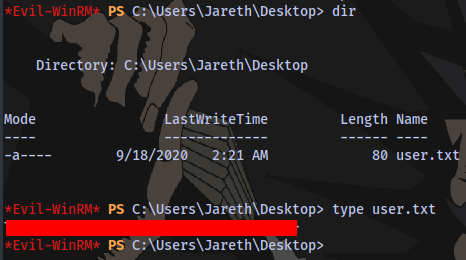 *Evil-WinRM* PS C:\Users\Jareth\Desktop> dir
Directory: C:\Users\Jareth\Desktop
Mode LastWriteTime Length Name
---- ------------- ------ ----
-a---- 9/18/2020 2:21 AM 80 user.txt
*Evil-WinRM* PS C:\Users\Jareth\Desktop> type user.txt
*Evil-WinRM* PS C:\Users\Jareth\Desktop>